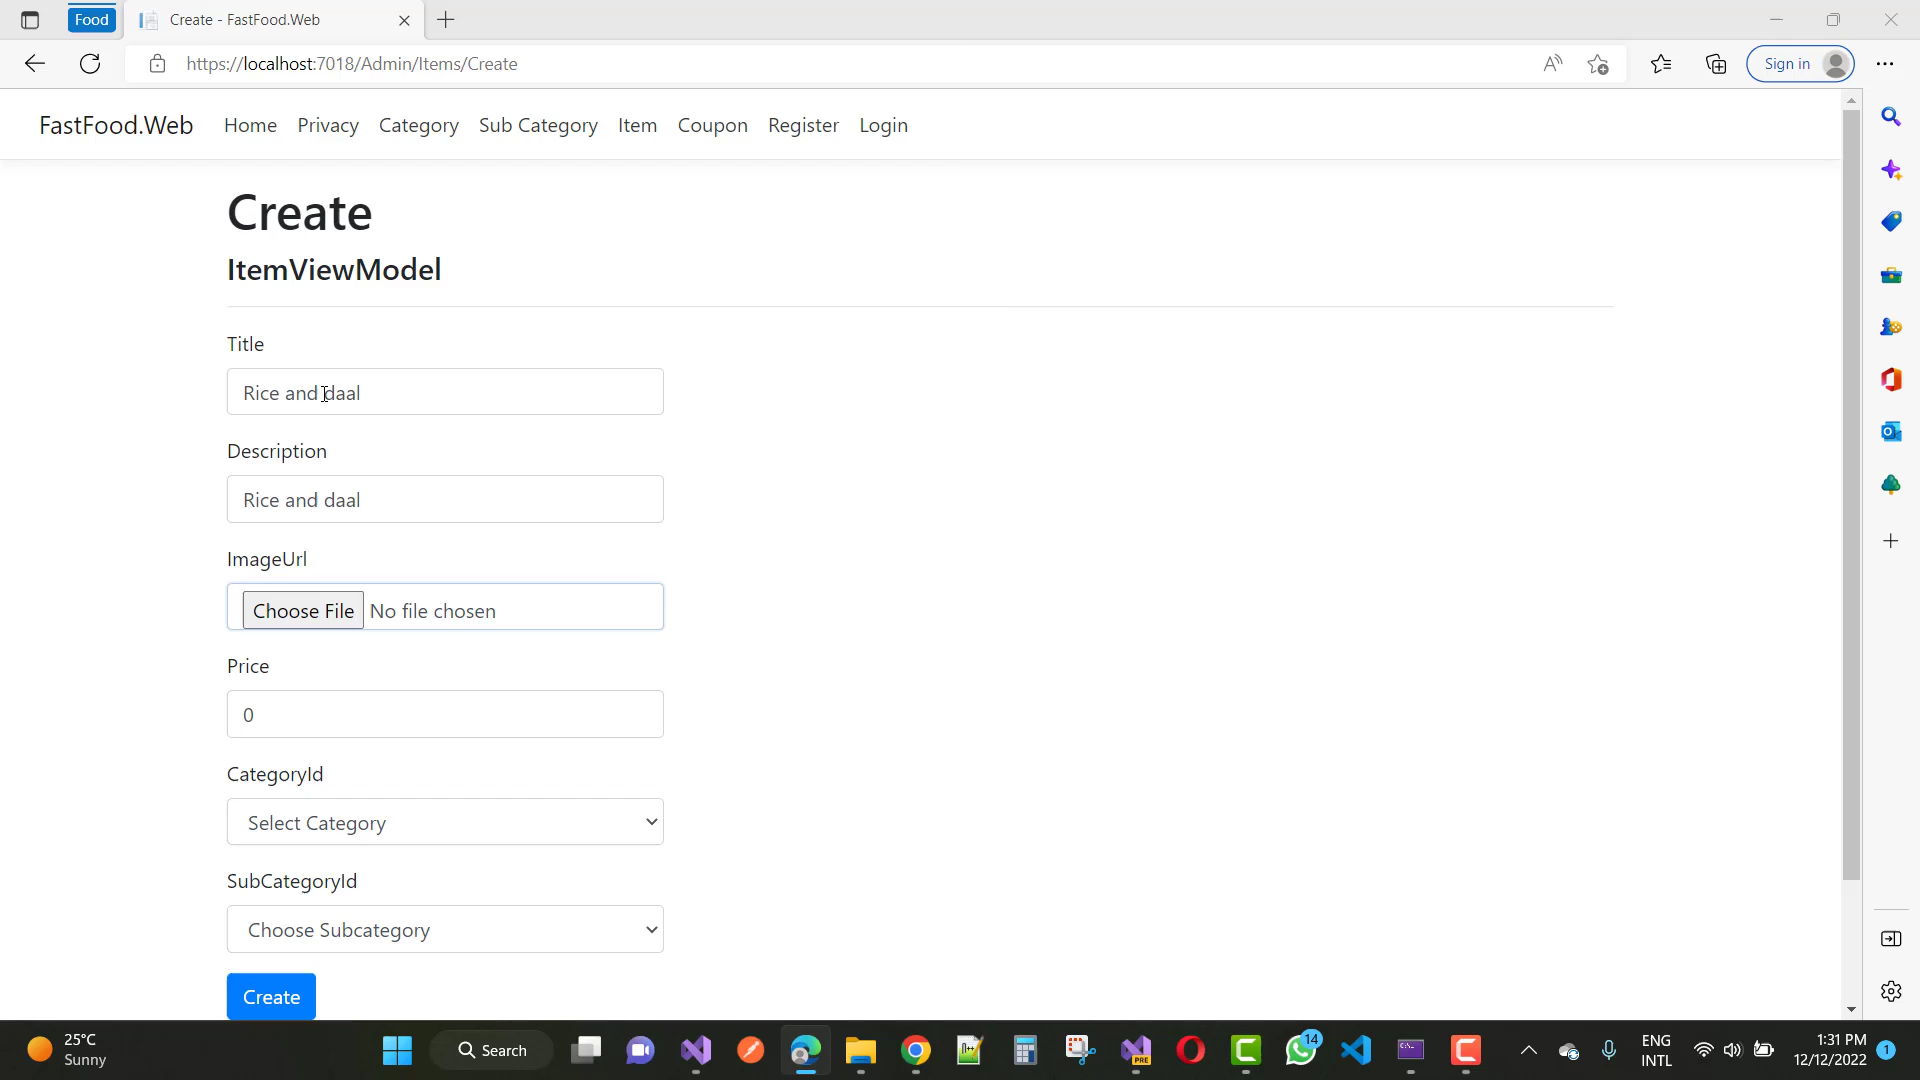 Food
Create - FastFood.Web
https://localhost:7018/Admin/Items/Create
Sign in
FastFood.Web Home Privacy Category Sub Category Item Coupon Register Login
Create
ItemViewModel
Title
Rice and daal
Description
Rice and daal
ImageUrl
Choose File No file chosen
Price
0
CategoryId
Select Category
SubCategoryId
Choose Subcategory
Create
25°C
Sunny
Search
PRE
14
ENG
INTL
1:31 PM
12/12/2022
1